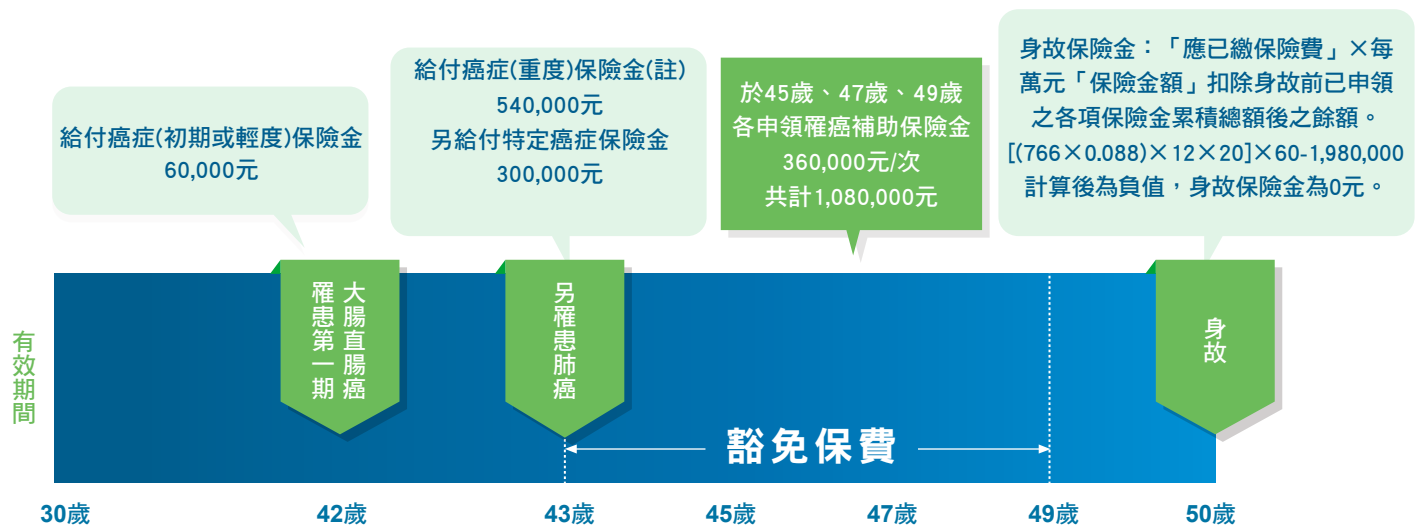 給付癌症(初期或輕度)保險金
60,000元
給付癌症(重度)保險金(註)
540,000元
另給付特定癌症保險金
300,000元
於45歲、47歲、49歲
各申領罹癌補助保險金
360,000元/次
共計1,080,000元
身故保險金：「應已繳保險費」×每
萬元「保險金額」扣除身故前已申領
之各項保險金累積總額後之餘額。
[(766×0.088)×12×20]×60-1,980,000
計算後為負值，身故保險金為0元。
有效期間
大腸直腸癌
罹患第一期
另罹患肺癌
身故
豁免保費
30歲
42歲
43歲
45歲
47歲
49歲
50歲